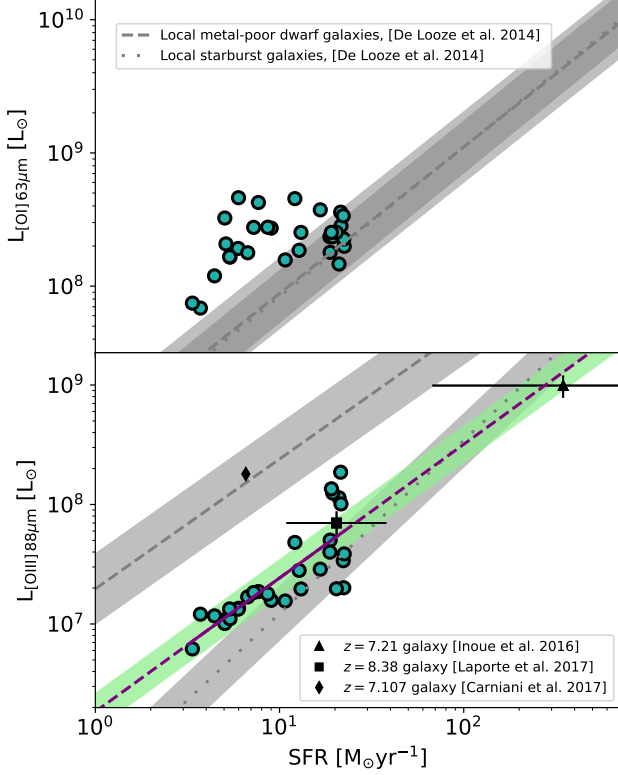 10¹⁰
Local metal-poor dwarf galaxies, [De Looze et al. 2014]
Local starburst galaxies, [De Looze et al. 2014]
10⁹
10⁸
L[OI]63μm [L⊙]
10⁹
10⁸
10⁷
L[OIII]88μm [L⊙]
z = 7.21 galaxy [Inoue et al. 2016]
z = 8.38 galaxy [Laporte et al. 2017]
z = 7.107 galaxy [Carniani et al. 2017]
10⁰ 10¹ 10²
SFR [M⊙yr⁻¹]